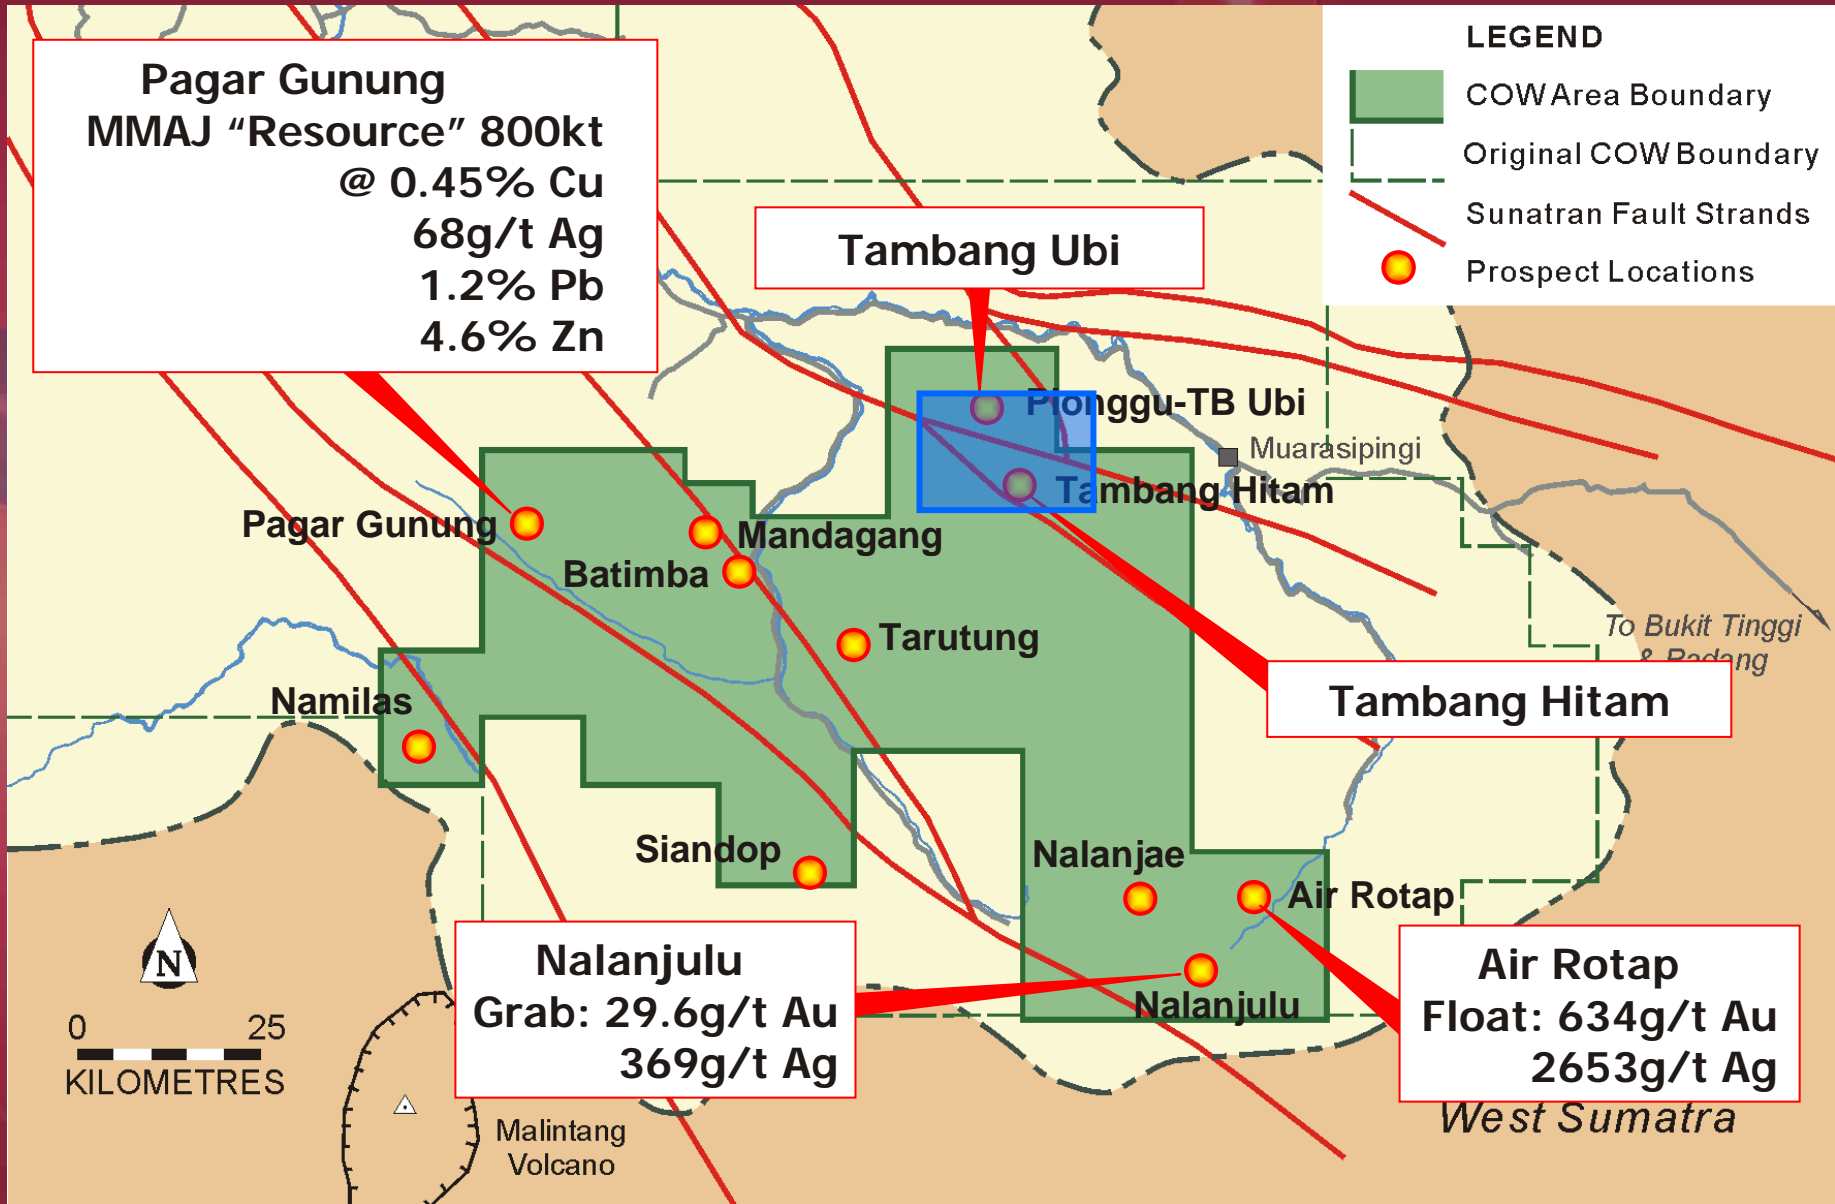 Pagar Gunung
MMAJ “Resource” 800kt
@ 0.45% Cu
68g/t Ag
1.2% Pb
4.6% Zn
LEGEND
COW Area Boundary
Original COW Boundary
Sunatran Fault Strands
Prospect Locations
Tambang Ubi
Pionggu-TB Ubi
Muarasipingi
Tambang Hitam
Pagar Gunung
Mandagang
Batimba
Tarutung
To Bukit Tinggi
& Padang
Namilas
Tambang Hitam
Siandop
Nalanjae
Air Rotap
Nalanjulu
Grab: 29.6g/t Au
369g/t Ag
Nalanjulu
Air Rotap
Float: 634g/t Au
2653g/t Ag
N
0 25
KILOMETRES
West Sumatra
Malintang
Volcano